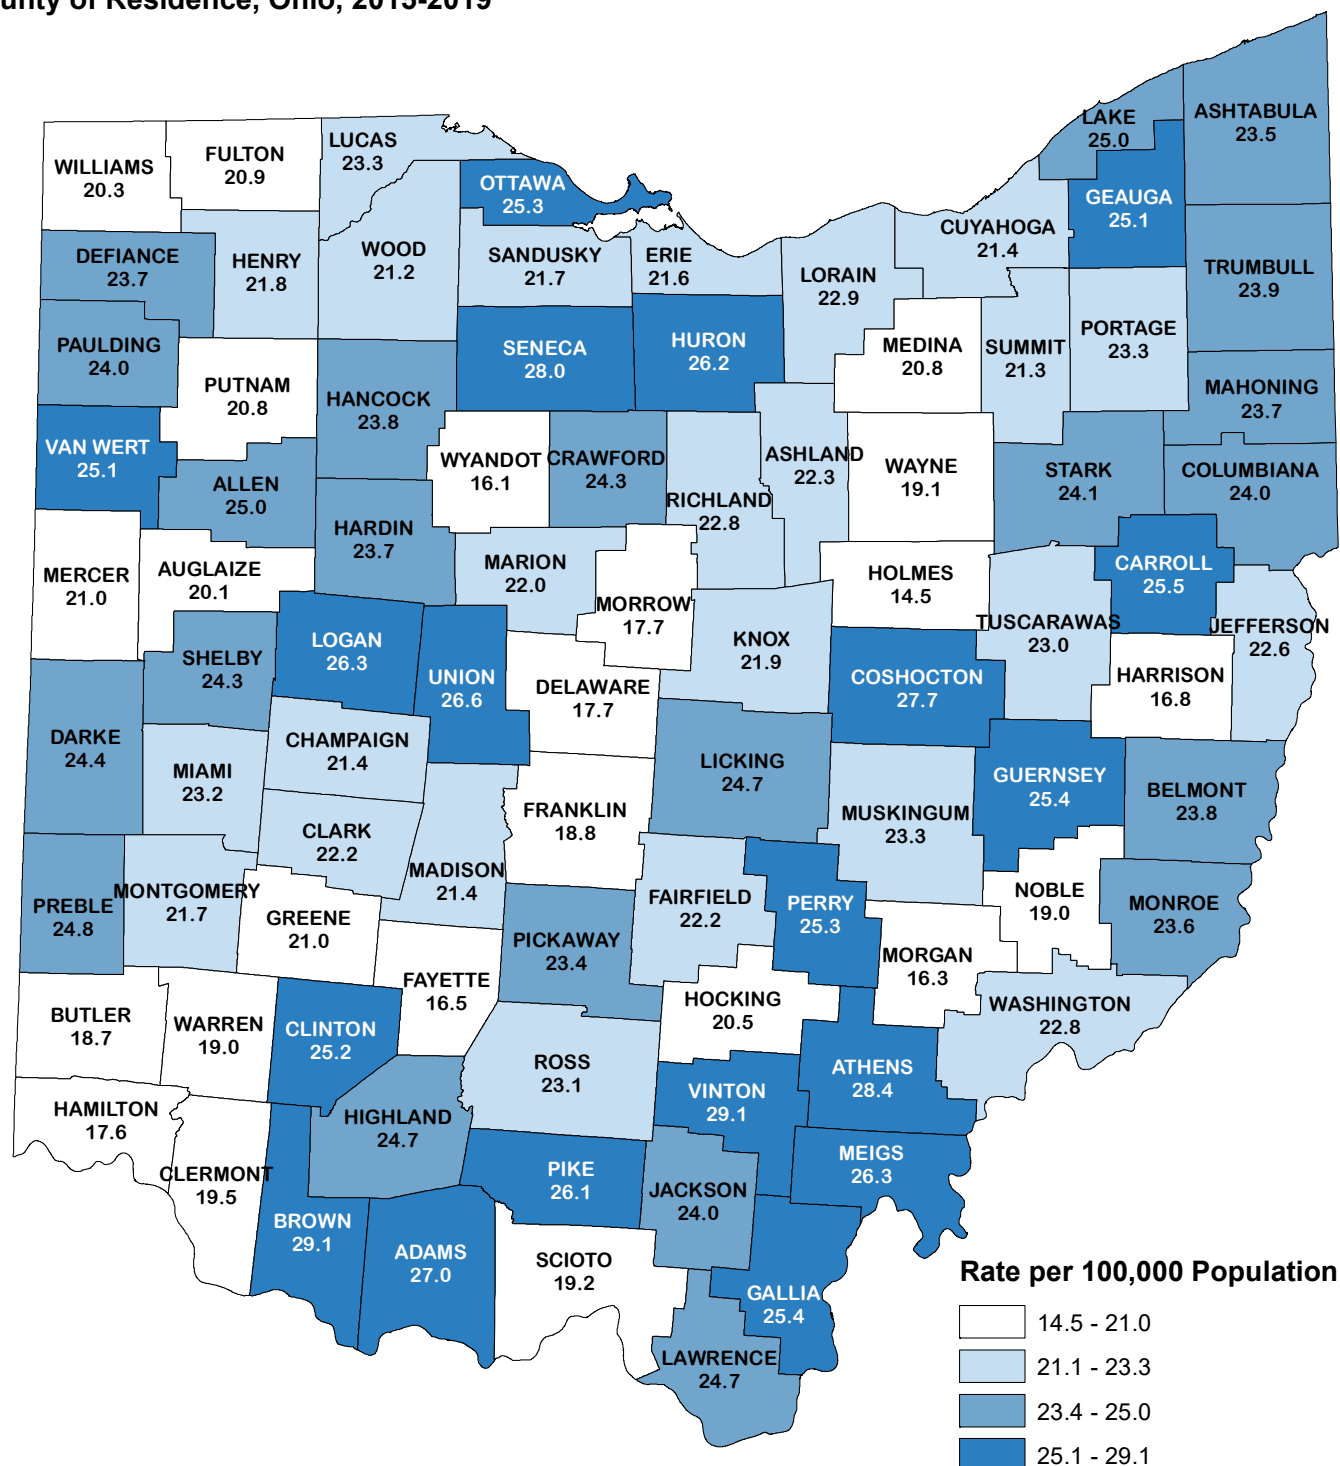 unty of Residence, Ohio, 2015-2019
WILLIAMS
20.3
FULTON
20.9
LUCAS
23.3
OTTAWA
25.3
LAKE
25.0
ASHTABULA
23.5
GEAUGA
25.1
CUYAHOGA
21.4
DEFIANCE
23.7
HENRY
21.8
WOOD
21.2
SANDUSKY
21.7
ERIE
21.6
LORAIN
22.9
TRUMBULL
23.9
PAULDING
24.0
PUTNAM
20.8
HANCOCK
23.8
SENECA
28.0
HURON
26.2
MEDINA
20.8
SUMMIT
21.3
PORTAGE
23.3
MAHONING
23.7
VAN WERT
25.1
ALLEN
25.0
WYANDOT
16.1
CRAWFORD
24.3
RICHLAND
22.8
ASHLAND
22.3
WAYNE
19.1
STARK
24.1
COLUMBIANA
24.0
MERCER
21.0
AUGLAIZE
20.1
HARDIN
23.7
MARION
22.0
MORROW
17.7
HOLMES
14.5
TUSCARAWAS
23.0
CARROLL
25.5
JEFFERSON
22.6
SHELBY
24.3
LOGAN
26.3
UNION
26.6
DELAWARE
17.7
KNOX
21.9
COSHOCTON
27.7
HARRISON
16.8
DARKE
24.4
MIAMI
23.2
CHAMPAIGN
21.4
LICKING
24.7
MUSKINGUM
23.3
GUERNSEY
25.4
BELMONT
23.8
CLARK
22.2
MADISON
21.4
FRANKLIN
18.8
PREBLE
24.8
MONTGOMERY
21.7
GREENE
21.0
FAIRFIELD
22.2
PERRY
25.3
NOBLE
19.0
MONROE
23.6
PICKAWAY
23.4
FAYETTE
16.5
MORGAN
16.3
HOCKING
20.5
WASHINGTON
22.8
BUTLER
18.7
WARREN
19.0
CLINTON
25.2
ROSS
23.1
ATHENS
28.4
VINTON
29.1
HAMILTON
17.6
HIGHLAND
24.7
CLERMONT
19.5
PIKE
26.1
JACKSON
24.0
MEIGS
26.3
BROWN
29.1
ADAMS
27.0
SCIOTO
19.2
GALLIA
25.4
LAWRENCE
24.7
Rate per 100,000 Population
14.5 - 21.0
21.1 - 23.3
23.4 - 25.0
25.1 - 29.1